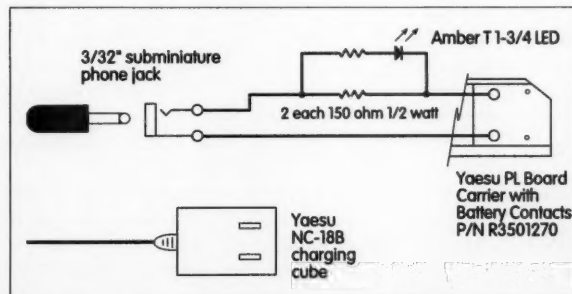 Amber T 1-3/4 LED
3/32" subminiature
phone jack
2 each 150 ohm 1/2 watt
Yaesu PL Board
Carrier with
Battery Contacts
P/N R3501270
Yaesu
NC-18B
charging
cube